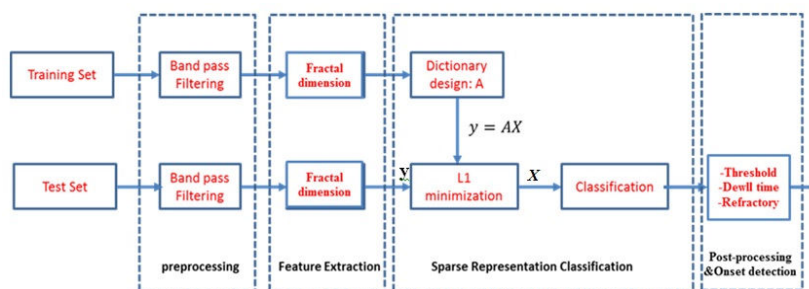 Training Set
Band pass
Filtering
Fractal
dimension
Dictionary
design: A
y = AX
Test Set
Band pass
Filtering
Fractal
dimension
y
L1
minimization
X
Classification
-Threshold
-Dewll time
-Refractory
preprocessing
Feature Extraction
Sparse Representation Classification
Post-processing
&Onset detection